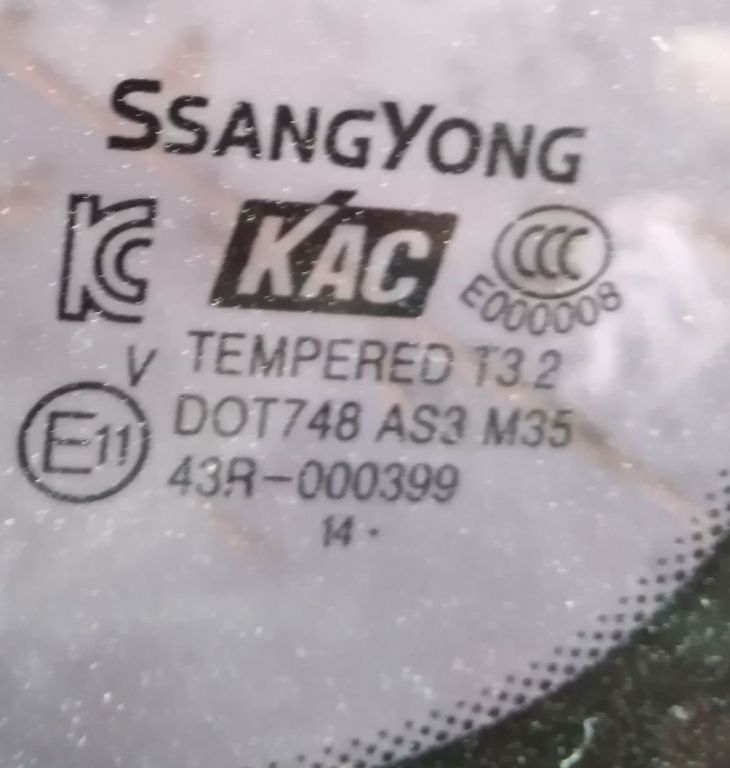 SSANGYONG
KC KAC CCC
E000008
V TEMPERED T3.2
E11 DOT748 AS3 M35
43R-000399
14 ·